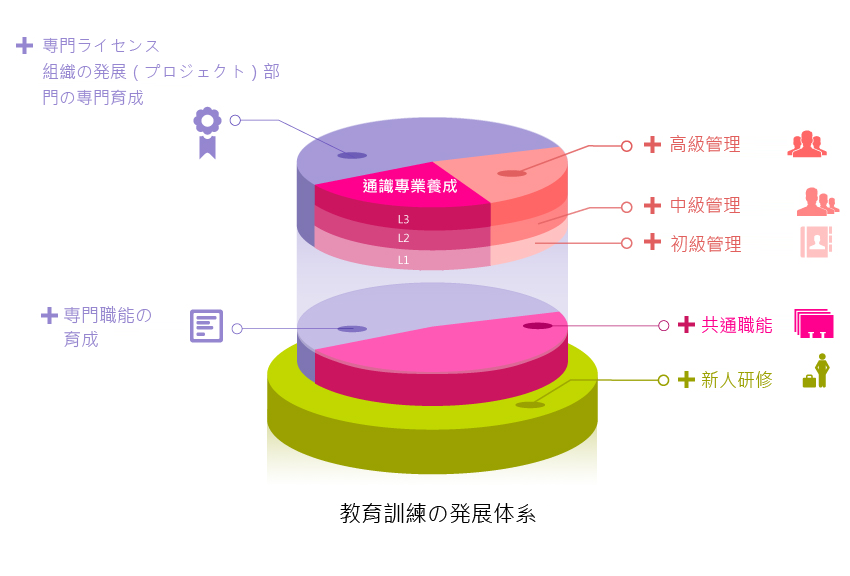 専門ライセンス
組織の発展(プロジェクト)部
門の専門育成
高級管理
通識專業養成
中級管理
L3
L2
初級管理
L1
専門職能の
育成
共通職能
新人研修
教育訓練の発展体系